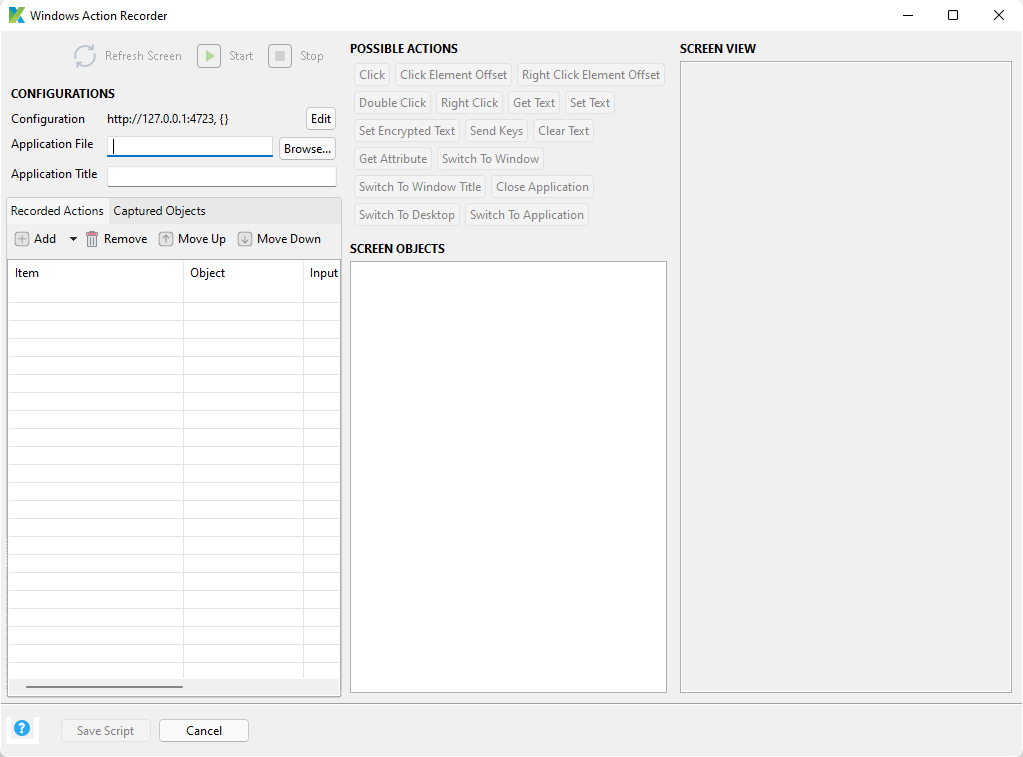 Windows Action Recorder
Refresh Screen Start Stop
CONFIGURATIONS
Configuration http://127.0.0.1:4723, {} Edit
Application File Browse...
Application Title
Recorded Actions Captured Objects
Add Remove Move Up Move Down
Item Object Input
POSSIBLE ACTIONS
Click Click Element Offset Right Click Element Offset
Double Click Right Click Get Text Set Text
Set Encrypted Text Send Keys Clear Text
Get Attribute Switch To Window
Switch To Window Title Close Application
Switch To Desktop Switch To Application
SCREEN OBJECTS
SCREEN VIEW
? Save Script Cancel